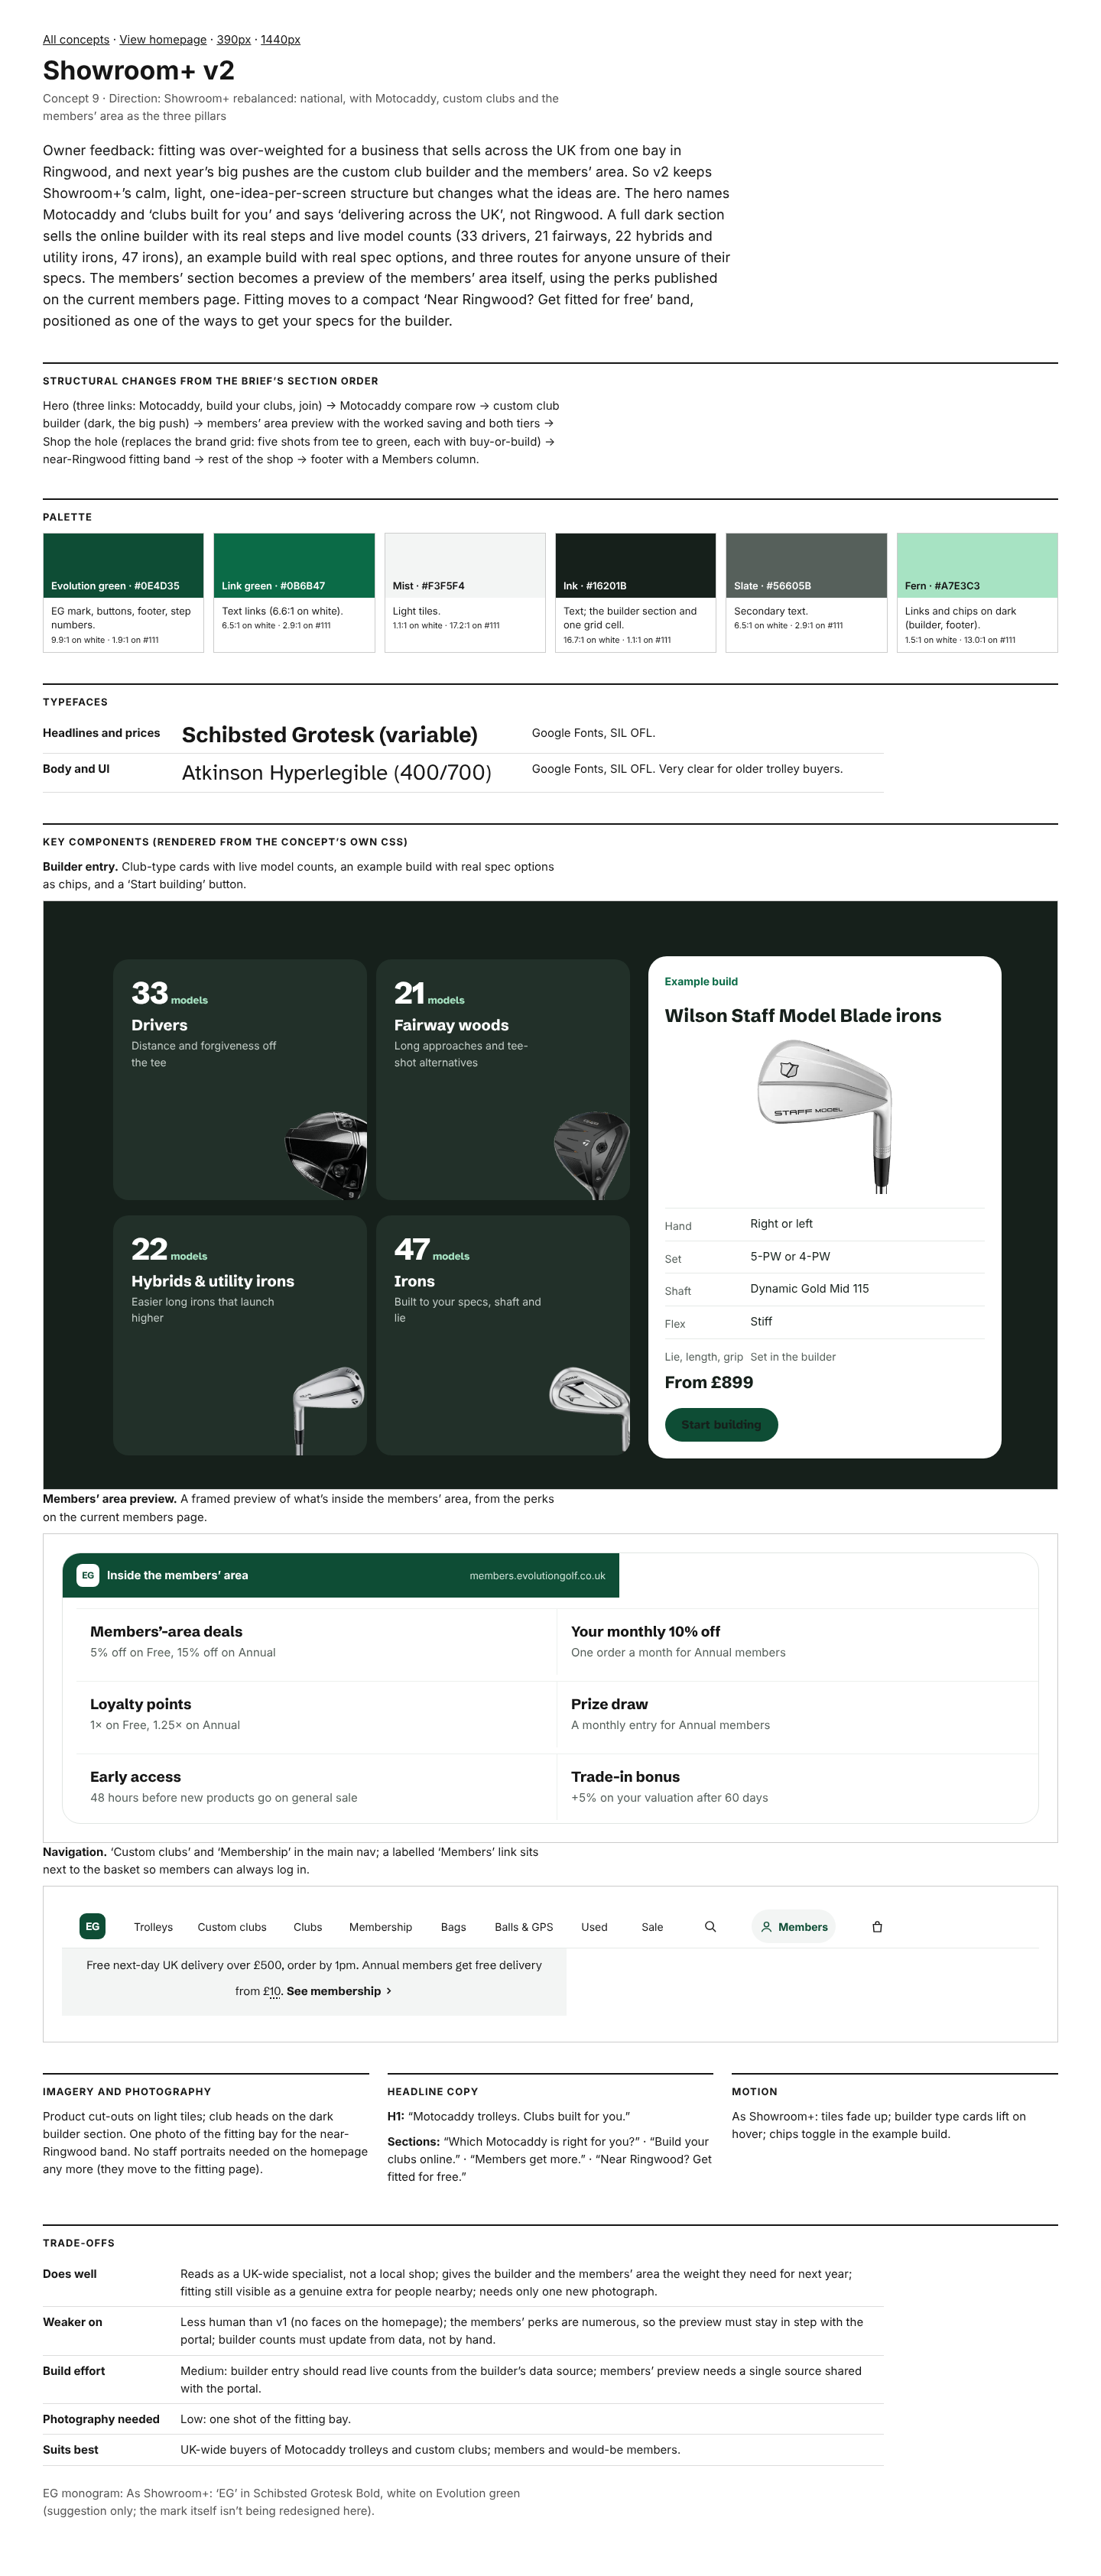 All concepts · View homepage · 390px · 1440px
Showroom+ v2
Concept 9 · Direction: Showroom+ rebalanced: national, with Motocaddy, custom clubs and the
members’ area as the three pillars
Owner feedback: fitting was over-weighted for a business that sells across the UK from one bay in
Ringwood, and next year’s big pushes are the custom club builder and the members’ area. So v2 keeps
Showroom+’s calm, light, one-idea-per-screen structure but changes what the ideas are. The hero names
Motocaddy and ‘clubs built for you’ and says ‘delivering across the UK’, not Ringwood. A full dark section
sells the online builder with its real steps and live model counts (33 drivers, 21 fairways, 22 hybrids and
utility irons, 47 irons), an example build with real spec options, and three routes for anyone unsure of their
specs. The members’ section becomes a preview of the members’ area itself, using the perks published
on the current members page. Fitting moves to a compact ‘Near Ringwood? Get fitted for free’ band,
positioned as one of the ways to get your specs for the builder.
STRUCTURAL CHANGES FROM THE BRIEF’S SECTION ORDER
Hero (three links: Motocaddy, build your clubs, join) → Motocaddy compare row → custom club
builder (dark, the big push) → members’ area preview with the worked saving and both tiers →
Shop the hole (replaces the brand grid: five shots from tee to green, each with buy-or-build) →
near-Ringwood fitting band → rest of the shop → footer with a Members column.
PALETTE
Evolution green · #0E4D35
EG mark, buttons, footer, step
numbers.
9.9:1 on white · 1.9:1 on #111
Link green · #0B6B47
Text links (6.6:1 on white).
6.5:1 on white · 2.9:1 on #111
Mist · #F3F5F4
Light tiles.
1.1:1 on white · 17.2:1 on #111
Ink · #16201B
Text; the builder section and
one grid cell.
16.7:1 on white · 1.1:1 on #111
Slate · #56605B
Secondary text.
6.5:1 on white · 2.9:1 on #111
Fern · #A7E3C3
Links and chips on dark
(builder, footer).
1.5:1 on white · 13.0:1 on #111
TYPEFACES
Headlines and prices Schibsted Grotesk (variable) Google Fonts, SIL OFL.
Body and UI Atkinson Hyperlegible (400/700) Google Fonts, SIL OFL. Very clear for older trolley buyers.
KEY COMPONENTS (RENDERED FROM THE CONCEPT’S OWN CSS)
Builder entry. Club-type cards with live model counts, an example build with real spec options
as chips, and a ‘Start building’ button.
33 models
Drivers
Distance and forgiveness off
the tee
21 models
Fairway woods
Long approaches and tee-
shot alternatives
22 models
Hybrids & utility irons
Easier long irons that launch
higher
47 models
Irons
Built to your specs, shaft and
lie
Example build
Wilson Staff Model Blade irons
STAFF MODEL
Hand Right or left
Set 5-PW or 4-PW
Shaft Dynamic Gold Mid 115
Flex Stiff
Lie, length, grip Set in the builder
From £899
Start building
Members’ area preview. A framed preview of what’s inside the members’ area, from the perks
on the current members page.
EG Inside the members’ area members.evolutiongolf.co.uk
Members’-area deals
5% off on Free, 15% off on Annual
Your monthly 10% off
One order a month for Annual members
Loyalty points
1× on Free, 1.25× on Annual
Prize draw
A monthly entry for Annual members
Early access
48 hours before new products go on general sale
Trade-in bonus
+5% on your valuation after 60 days
Navigation. ‘Custom clubs’ and ‘Membership’ in the main nav; a labelled ‘Members’ link sits
next to the basket so members can always log in.
EG Trolleys Custom clubs Clubs Membership Bags Balls & GPS Used Sale Members
Free next-day UK delivery over £500, order by 1pm. Annual members get free delivery
from £10. See membership ›
IMAGERY AND PHOTOGRAPHY
Product cut-outs on light tiles; club heads on the dark
builder section. One photo of the fitting bay for the near-
Ringwood band. No staff portraits needed on the homepage
any more (they move to the fitting page).
HEADLINE COPY
H1: “Motocaddy trolleys. Clubs built for you.”
Sections: “Which Motocaddy is right for you?” · “Build your
clubs online.” · “Members get more.” · “Near Ringwood? Get
fitted for free.”
MOTION
As Showroom+: tiles fade up; builder type cards lift on
hover; chips toggle in the example build.
TRADE-OFFS
Does well Reads as a UK-wide specialist, not a local shop; gives the builder and the members’ area the weight they need for next year;
fitting still visible as a genuine extra for people nearby; needs only one new photograph.
Weaker on Less human than v1 (no faces on the homepage); the members’ perks are numerous, so the preview must stay in step with the
portal; builder counts must update from data, not by hand.
Build effort Medium: builder entry should read live counts from the builder’s data source; members’ preview needs a single source shared
with the portal.
Photography needed Low: one shot of the fitting bay.
Suits best UK-wide buyers of Motocaddy trolleys and custom clubs; members and would-be members.
EG monogram: As Showroom+: ‘EG’ in Schibsted Grotesk Bold, white on Evolution green
(suggestion only; the mark itself isn’t being redesigned here).